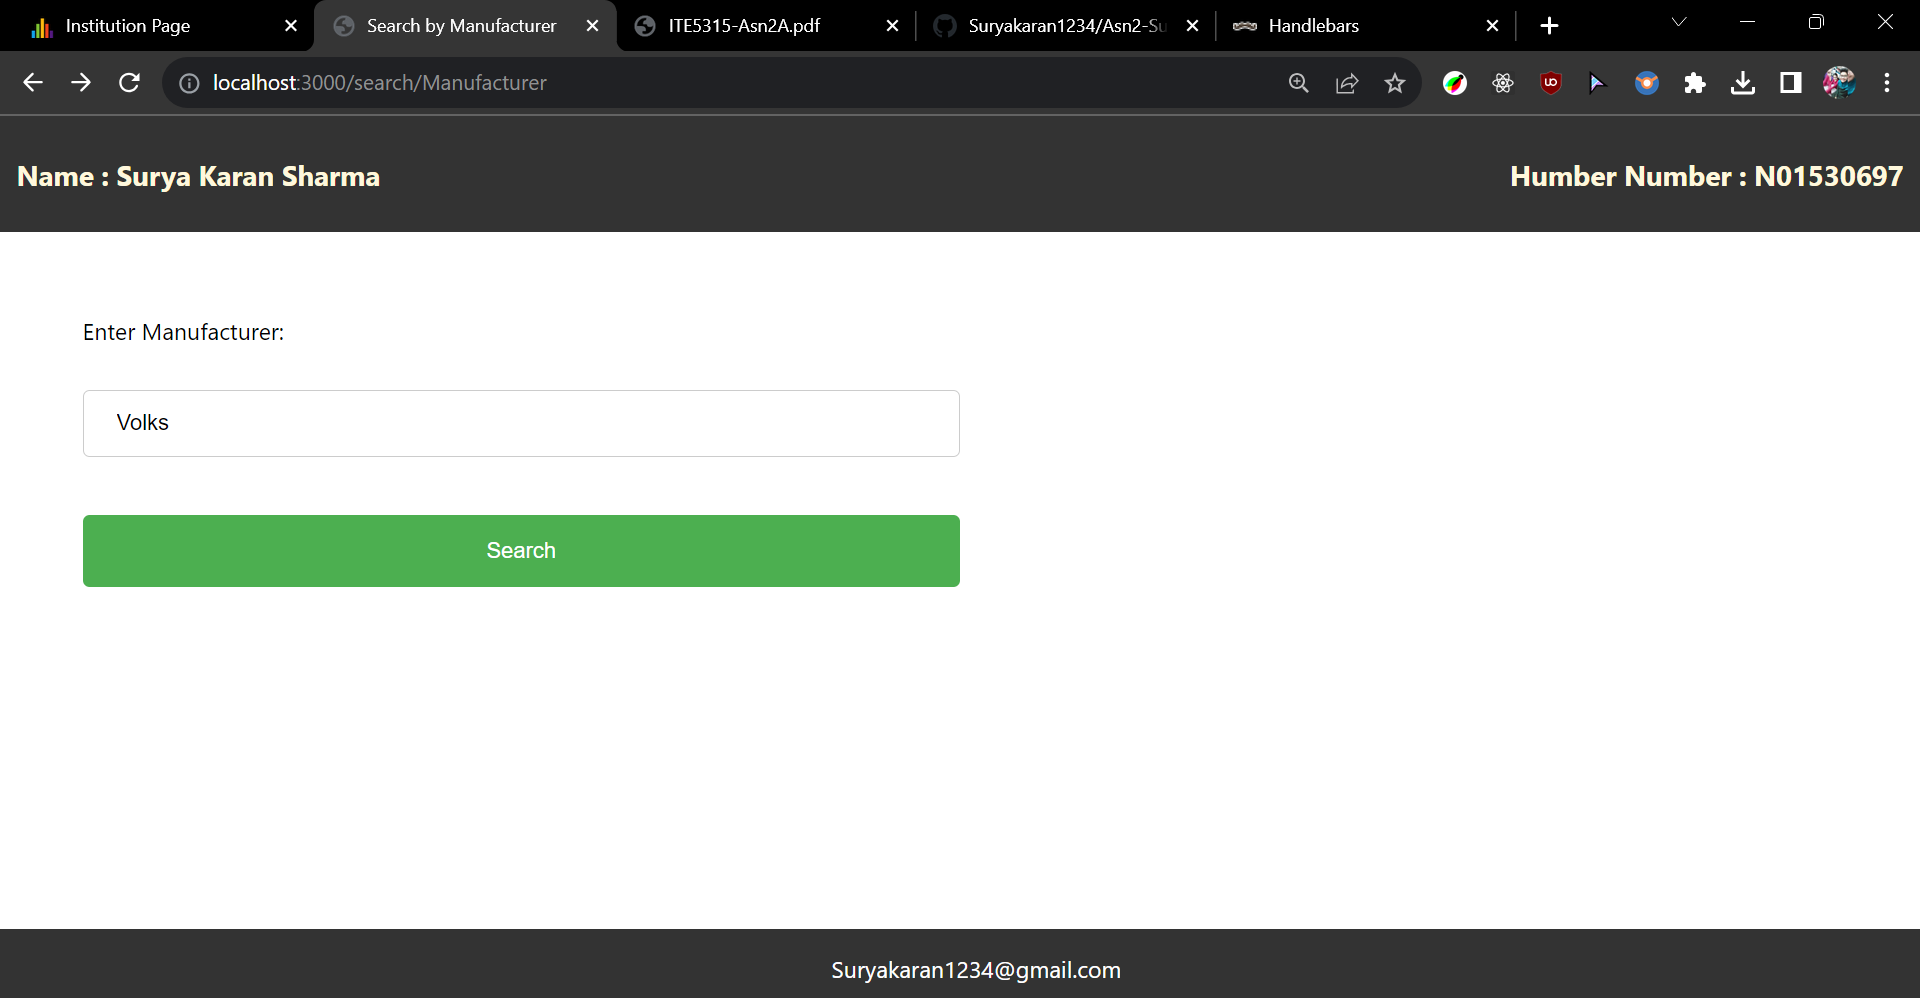 Institution Page
Search by Manufacturer
ITE5315-Asn2A.pdf
Suryakaran1234/Asn2-Su
Handlebars
localhost:3000/search/Manufacturer
Name : Surya Karan Sharma
Humber Number : N01530697
Enter Manufacturer:
Volks
Search
Suryakaran1234@gmail.com